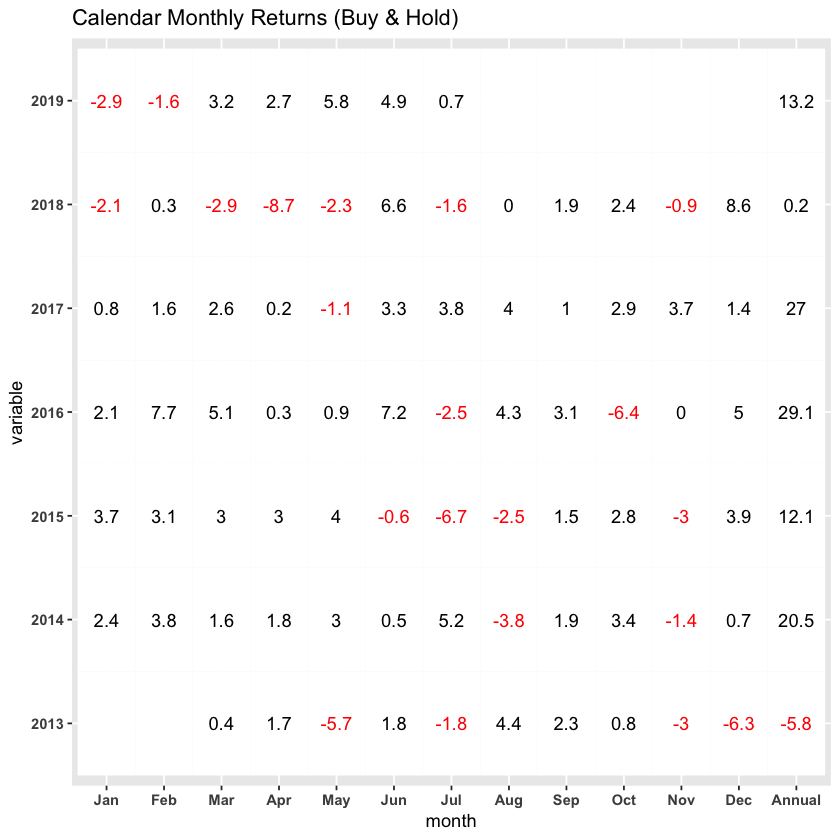 Calendar Monthly Returns (Buy & Hold)
2019 -2.9 -1.6 3.2 2.7 5.8 4.9 0.7 13.2
2018 -2.1 0.3 -2.9 -8.7 -2.3 6.6 -1.6 0 1.9 2.4 -0.9 8.6 0.2
2017 0.8 1.6 2.6 0.2 -1.1 3.3 3.8 4 1 2.9 3.7 1.4 27
variable
2016 2.1 7.7 5.1 0.3 0.9 7.2 -2.5 4.3 3.1 -6.4 0 5 29.1
2015 3.7 3.1 3 3 4 -0.6 -6.7 -2.5 1.5 2.8 -3 3.9 12.1
2014 2.4 3.8 1.6 1.8 3 0.5 5.2 -3.8 1.9 3.4 -1.4 0.7 20.5
2013 0.4 1.7 -5.7 1.8 -1.8 4.4 2.3 0.8 -3 -6.3 -5.8
Jan Feb Mar Apr May Jun Jul Aug Sep Oct Nov Dec Annual
month